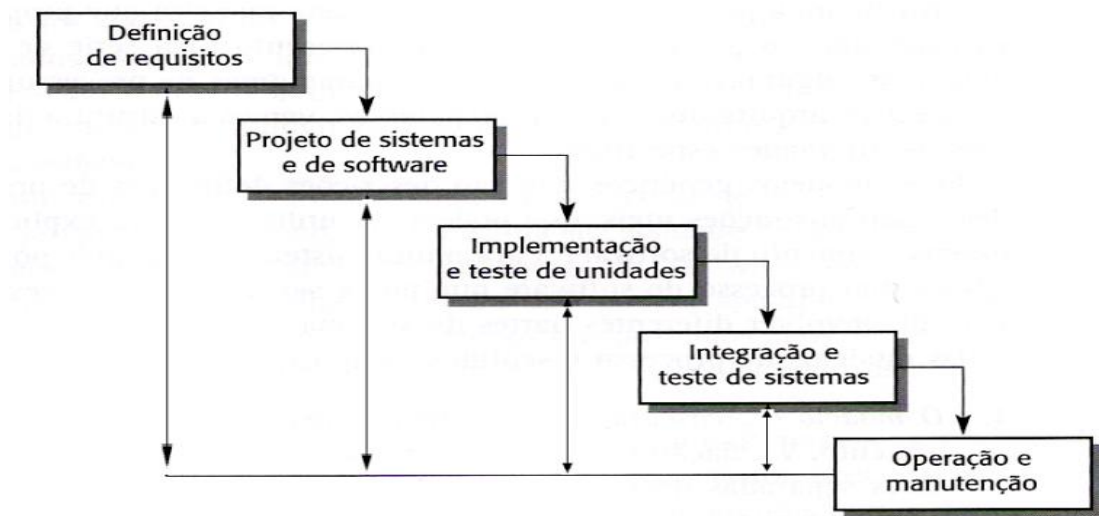 Definição
de requisitos
Projeto de sistemas
e de software
Implementação
e teste de unidades
Integração e
teste de sistemas
Operação e
manutenção